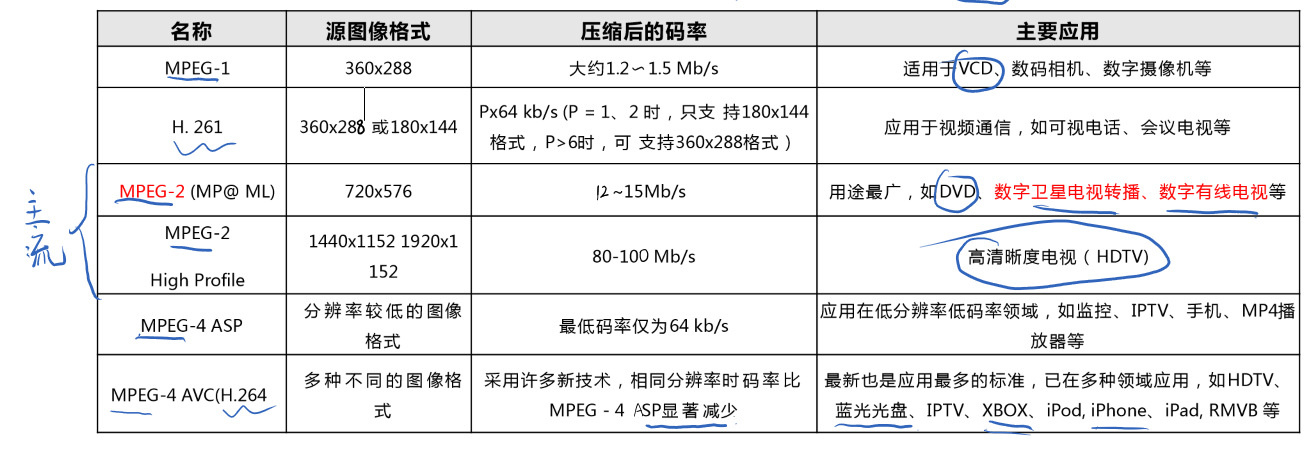 名称 源图像格式 压缩后的码率 主要应用
MPEG-1 360x288 大约1.2～1.5 Mb/s 适用于VCD、数码相机、数字摄像机等
H. 261 360x288 或180x144 Px64 kb/s (P = 1、2 时，只支 持180x144
格式，P>6时，可 支持360x288格式 ) 应用于视频通信，如可视电话、会议电视等
主流
MPEG-2 (MP@ ML) 720x576 12 ~15Mb/s 用途最广，如DVD、数字卫星电视转播、数字有线电视等
MPEG-2
High Profile 1440x1152 1920x1
152 80-100 Mb/s 高清晰度电视 ( HDTV)
MPEG-4 ASP 分辨率较低的图像
格式 最低码率仅为64 kb/s 应用在低分辨率低码率领域，如监控、IPTV、手机、MP4播
放器等
MPEG-4 AVC(H.264 多种不同的图像格
式 采用许多新技术，相同分辨率时码率比
MPEG - 4 ASP显著减少 最新也是应用最多的标准，已在多种领域应用，如HDTV、
蓝光光盘、IPTV、XBOX、iPod, iPhone、iPad, RMVB 等